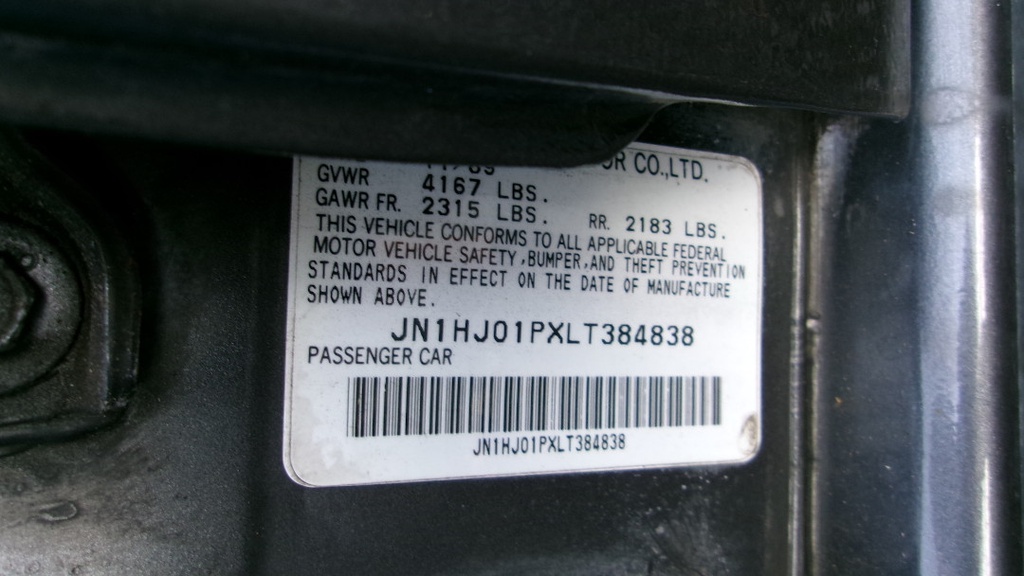 CO.,LTD.
GVWR 4167 LBS.
GAWR FR. 2315 LBS. RR. 2183 LBS.
THIS VEHICLE CONFORMS TO ALL APPLICABLE FEDERAL
MOTOR VEHICLE SAFETY,BUMPER,AND THEFT PREVENTION
STANDARDS IN EFFECT ON THE DATE OF MANUFACTURE
SHOWN ABOVE.
JN1HJ01PXLT384838
PASSENGER CAR
JN1HJ01PXLT384838